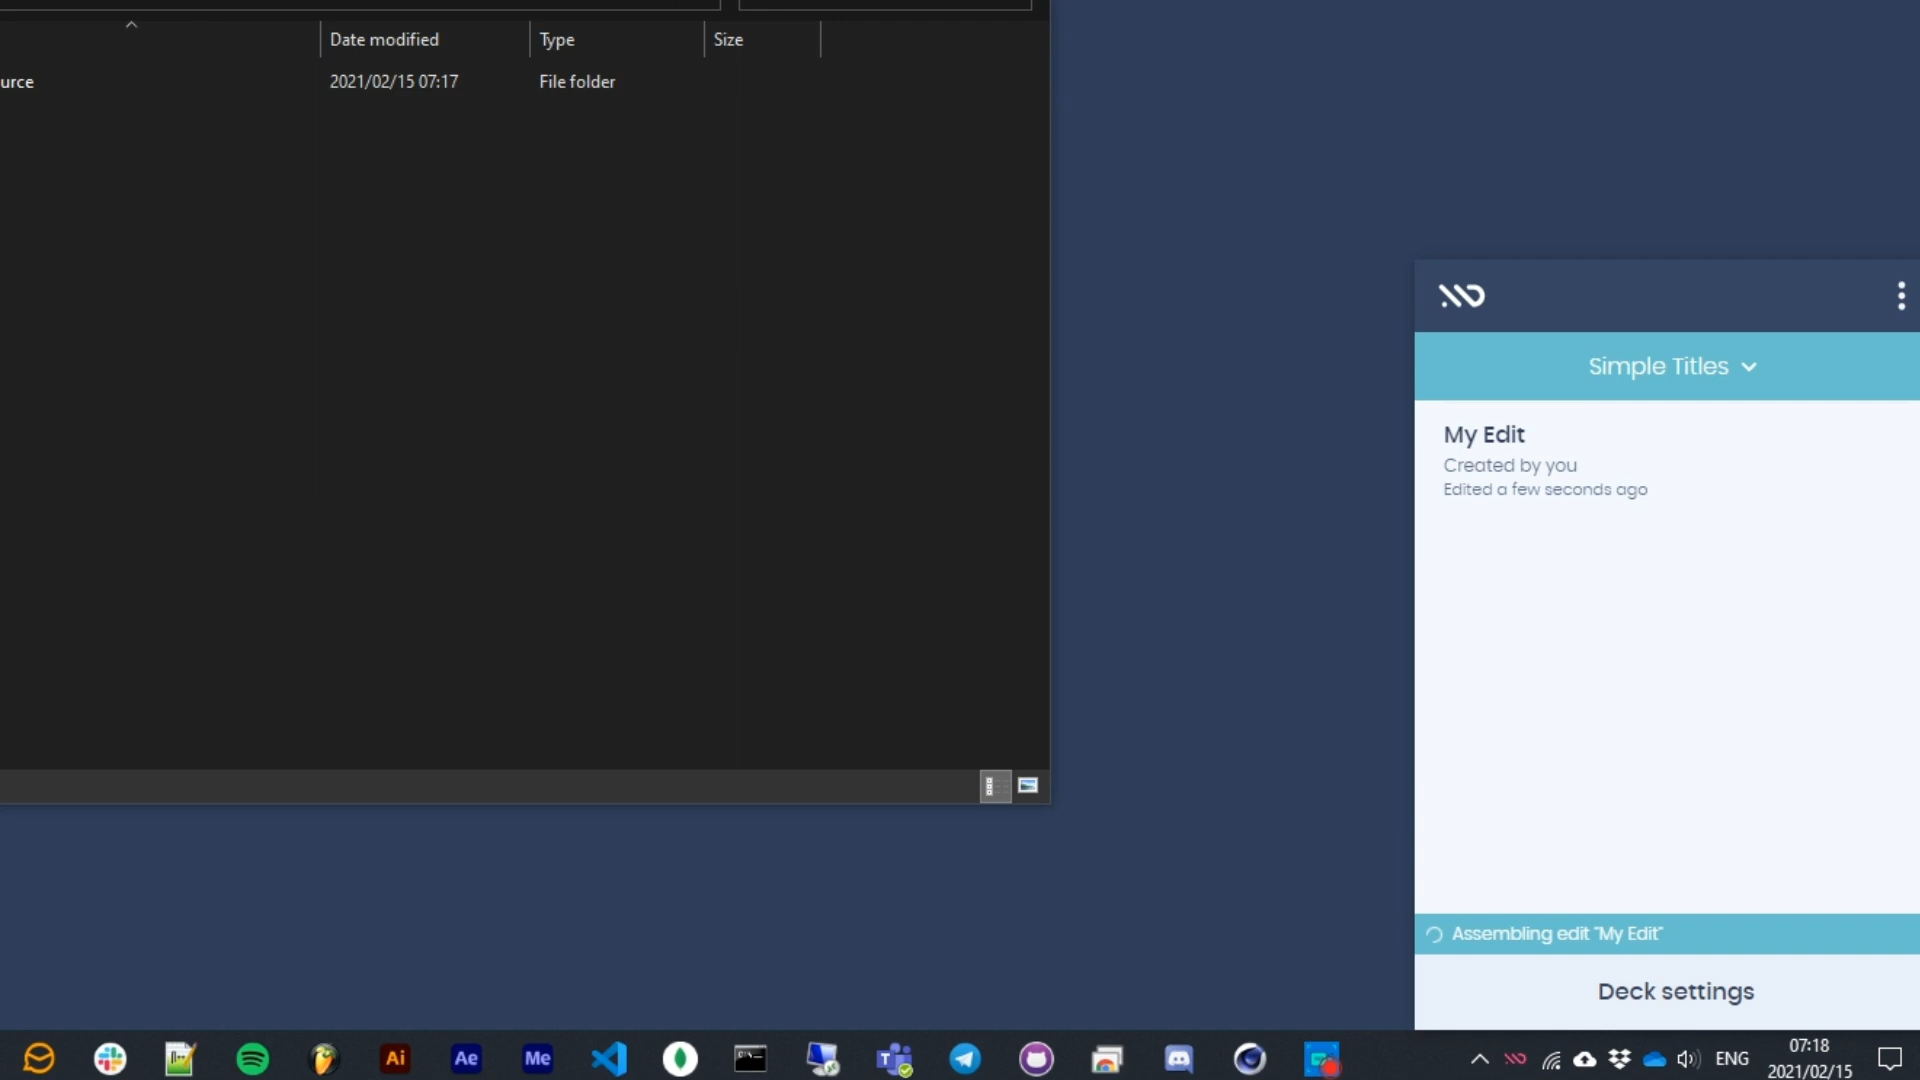 Date modified
Type
Size
urce
2021/02/15 07:17
File folder
Simple Titles
My Edit
Created by you
Edited a few seconds ago
Assembling edit "My Edit"
Deck settings
Ai
Ae
Me
ENG
07:18
2021/02/15